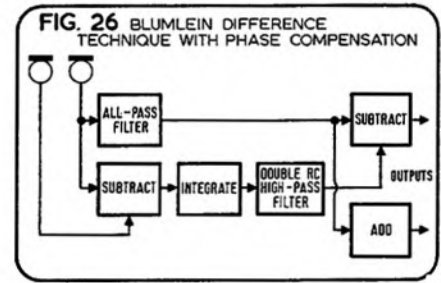 FIG. 26 BLUMLEIN DIFFERENCE
TECHNIQUE WITH PHASE COMPENSATION
ALL-PASS
FILTER
SUBTRACT
SUBTRACT
INTEGRATE
DOUBLE RC
HIGH-PASS
FILTER
OUTPUTS
ADD